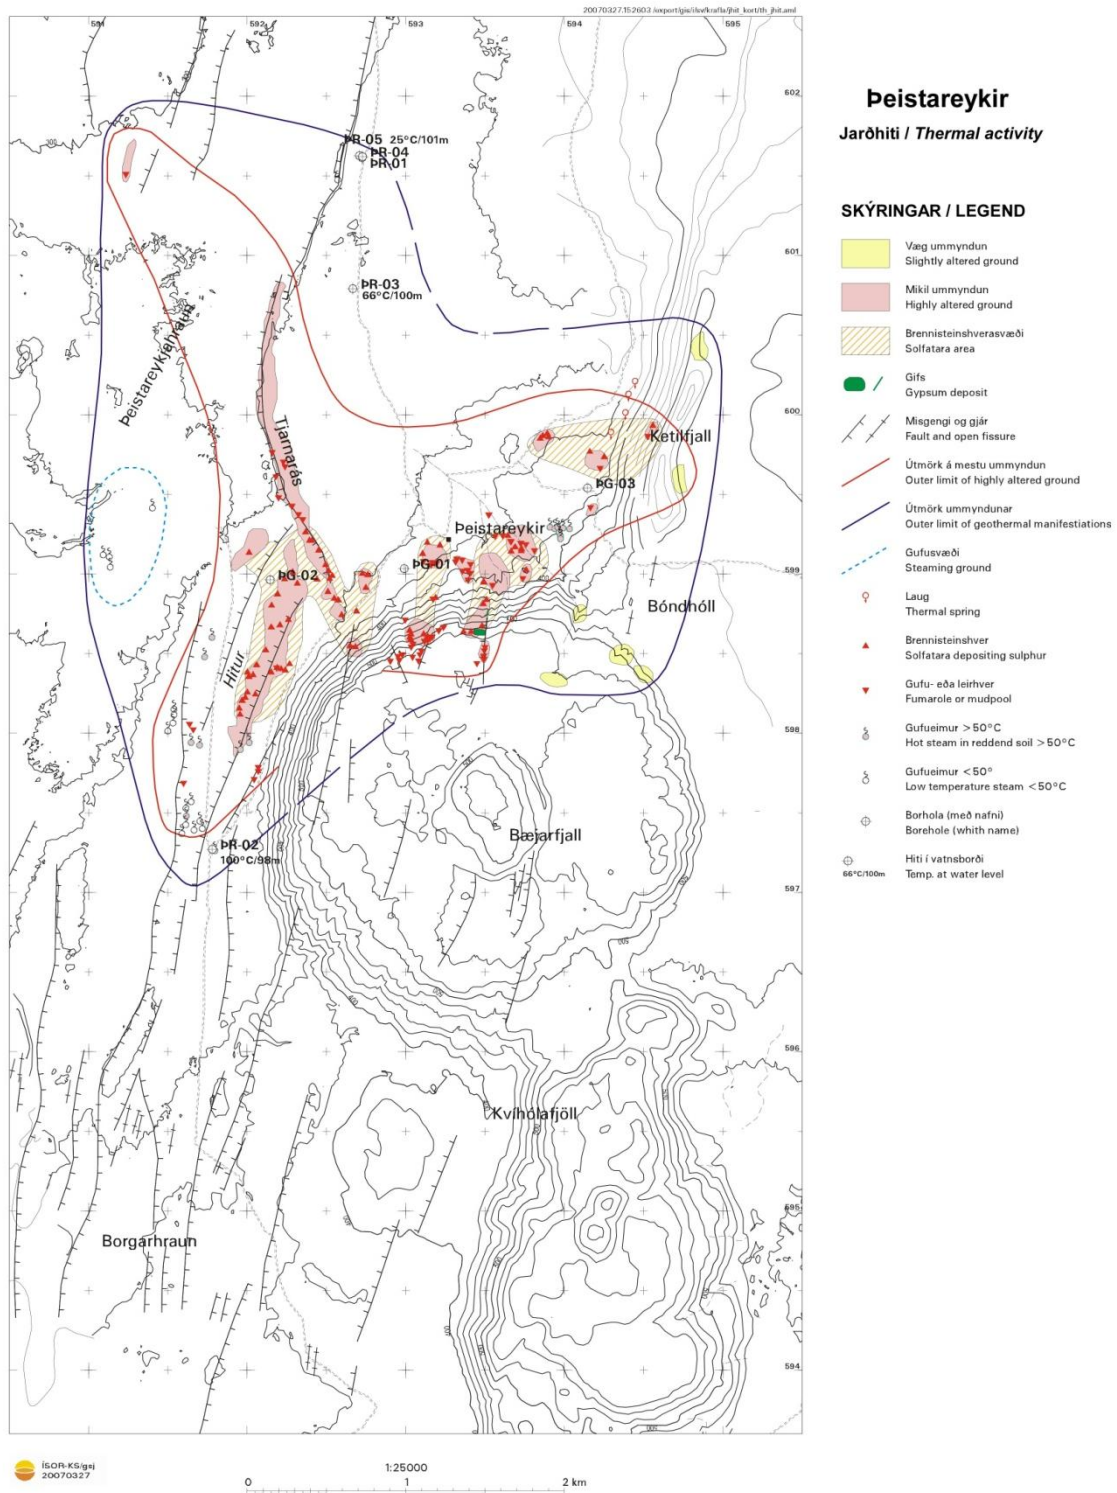 20070327.152603 /export/gis/i/sv/krafla/jhit_kort/th_jhit.aml
591 592 593 594 595
602
ÞR-05 25°C/101m
ÞR-04
ÞR-01
601
ÞR-03
66°C/100m
Þeistareykjahraun
600
Tjarnarás
Ketilfjall
ÞG-03
Þeistareykir
ÞG-01
ÞG-02
599
Bóndhóll
Hitur
598
Bæjarfjall
ÞR-02
100°C/98m
597
596
Kvíhólafjöll
595
Borgarhraun
594
Þeistareykir
Jarðhiti / Thermal activity
SKÝRINGAR / LEGEND
Væg ummyndun
Slightly altered ground
Mikil ummyndun
Highly altered ground
Brennisteinshverasvæði
Solfatara area
Gifs
Gypsum deposit
Misgengi og gjár
Fault and open fissure
Útmörk á mestu ummyndun
Outer limit of highly altered ground
Útmörk ummyndunar
Outer limit of geothermal manifestations
Gufusvæði
Steaming ground
Laug
Thermal spring
Brennisteinshver
Solfatara depositing sulphur
Gufu- eða leirhver
Fumarole or mudpool
Gufueimur >50°C
Hot steam in reddend soil >50°C
Gufueimur <50°
Low temperature steam <50°C
Borhola (með nafni)
Borehole (whith name)
Hiti í vatnsborði
66°C/100m Temp. at water level
ÍSOR-KS/gsj
20070327
1:25000
0 1 2 km